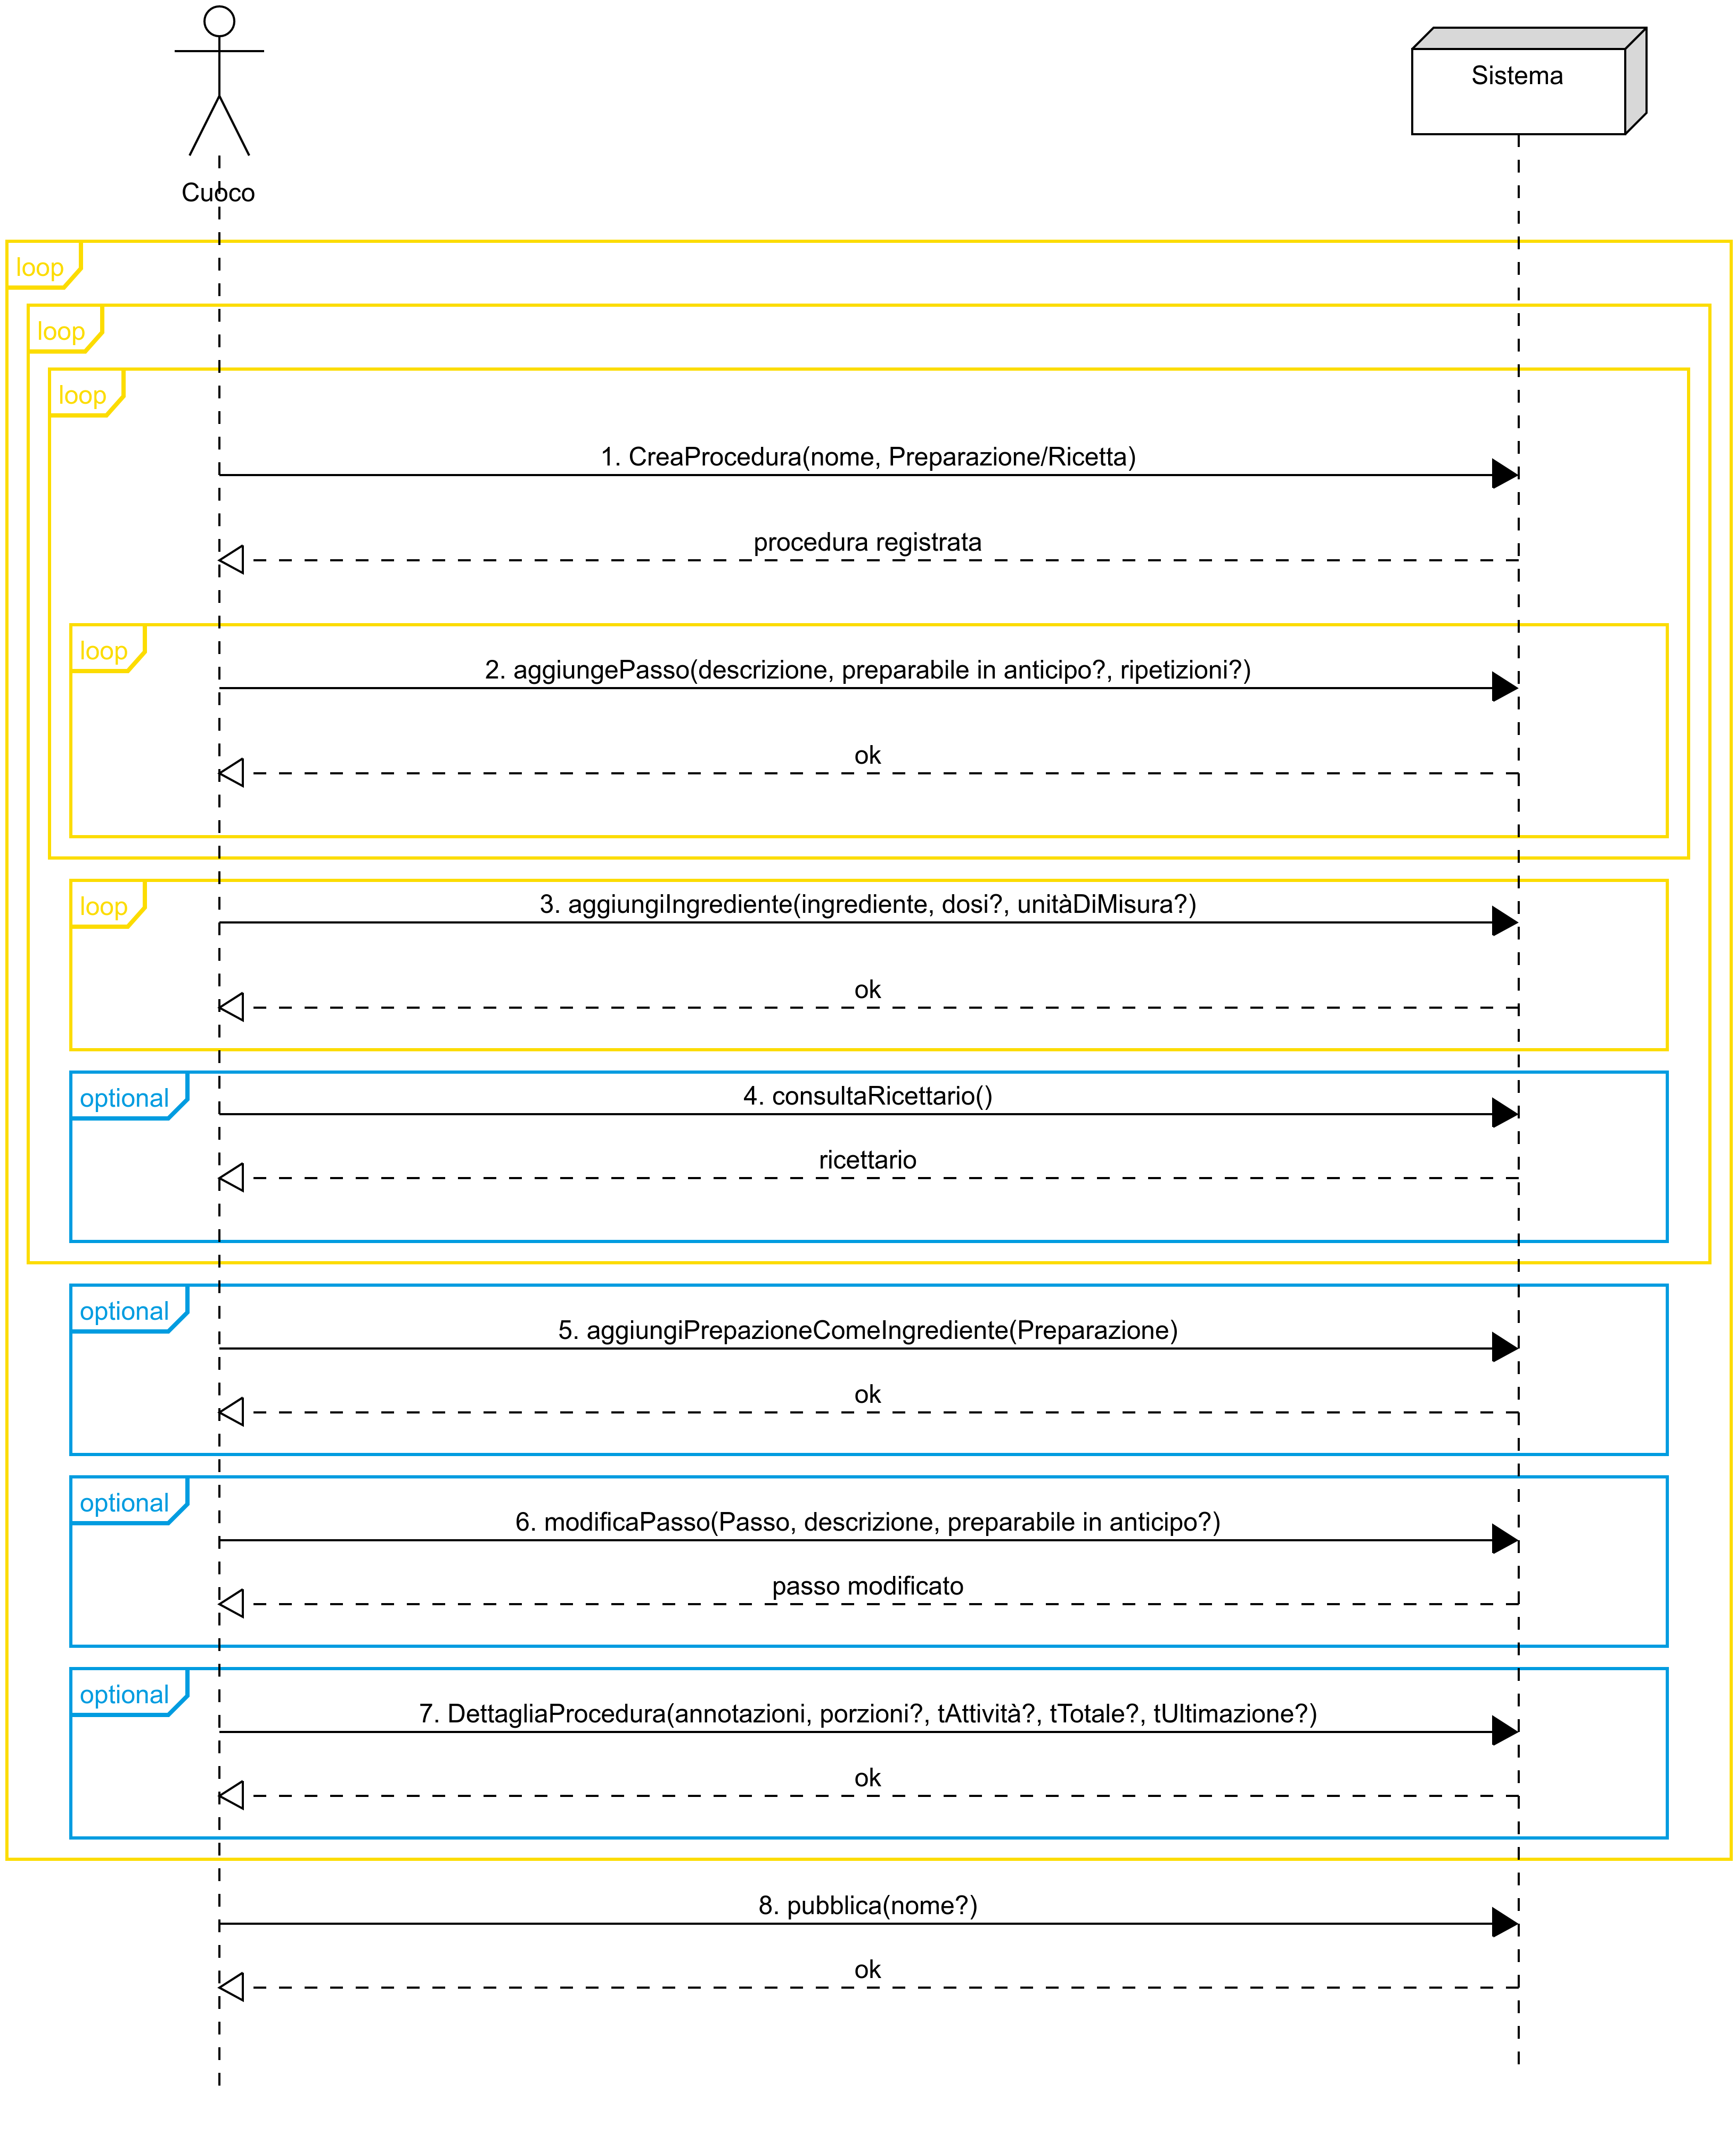 Sistema
Cuoco
loop
loop
loop
1. CreaProcedura(nome, Preparazione/Ricetta)
procedura registrata
loop
2. aggiungePasso(descrizione, preparabile in anticipo?, ripetizioni?)
ok
loop
3. aggiungiIngrediente(ingrediente, dosi?, unitàDiMisura?)
ok
optional
4. consultaRicettario()
ricettario
optional
5. aggiungiPrepazioneComeIngrediente(Preparazione)
ok
optional
6. modificaPasso(Passo, descrizione, preparabile in anticipo?)
passo modificato
optional
7. DettagliaProcedura(annotazioni, porzioni?, tAttività?, tTotale?, tUltimazione?)
ok
8. pubblica(nome?)
ok